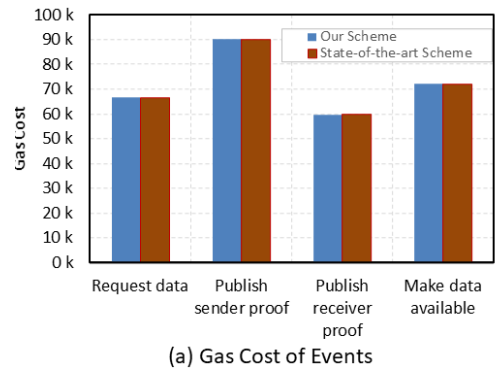 100 k
90 k
80 k
70 k
60 k
50 k
40 k
30 k
20 k
10 k
0 k
Gas Cost
Our Scheme
State-of-the-art Scheme
Request data
Publish
sender proof
Publish
receiver
proof
Make data
available
(a) Gas Cost of Events